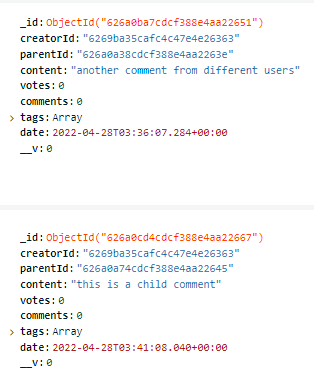 _id: ObjectId("626a0ba7cdcf388e4aa22651")
creatorId: "6269ba35cafc4c47e4e26363"
parentId: "626a0a38cdcf388e4aa2263e"
content: "another comment from different users"
votes: 0
comments: 0
> tags: Array
date: 2022-04-28T03:36:07.284+00:00
__v: 0
_id: ObjectId("626a0cd4cdcf388e4aa22667")
creatorId: "6269ba35cafc4c47e4e26363"
parentId: "626a0a74cdcf388e4aa22645"
content: "this is a child comment"
votes: 0
comments: 0
> tags: Array
date: 2022-04-28T03:41:08.040+00:00
__v: 0